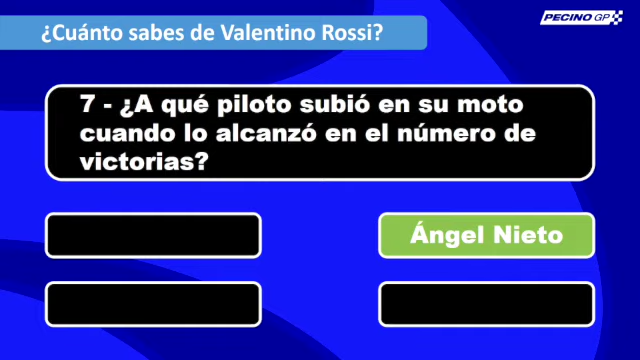 ¿Cuánto sabes de Valentino Rossi?
PECINO GP
7 - ¿A qué piloto subió en su moto
cuando lo alcanzó en el número de
victorias?
Ángel Nieto